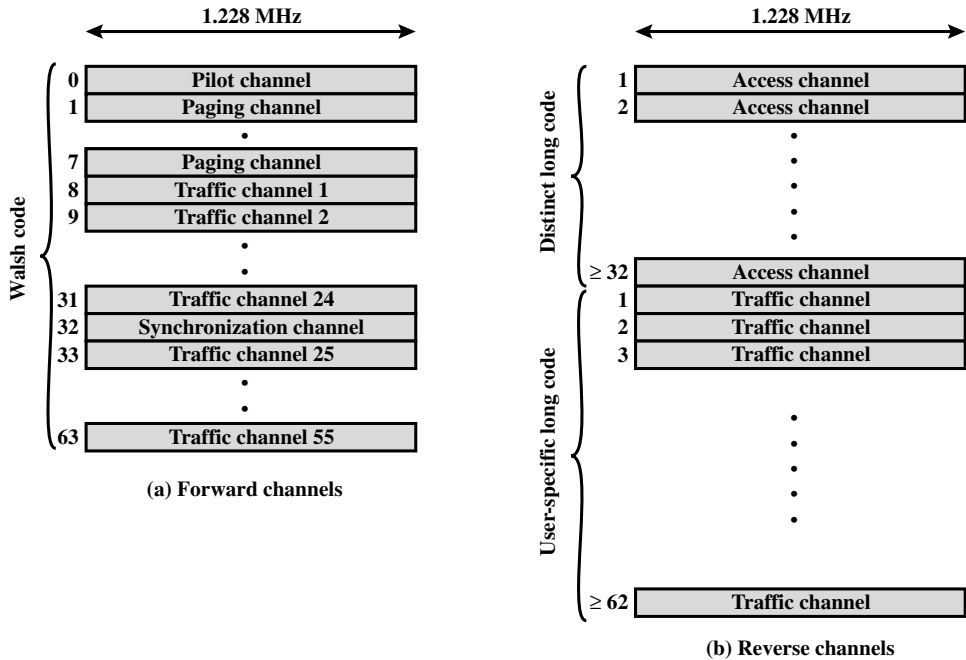 1.228 MHz
Walsh code
0 Pilot channel
1 Paging channel
7 Paging channel
8 Traffic channel 1
9 Traffic channel 2
31 Traffic channel 24
32 Synchronization channel
33 Traffic channel 25
63 Traffic channel 55
(a) Forward channels
1.228 MHz
Distinct long code
1 Access channel
2 Access channel
≥ 32 Access channel
User-specific long code
1 Traffic channel
2 Traffic channel
3 Traffic channel
≥ 62 Traffic channel
(b) Reverse channels